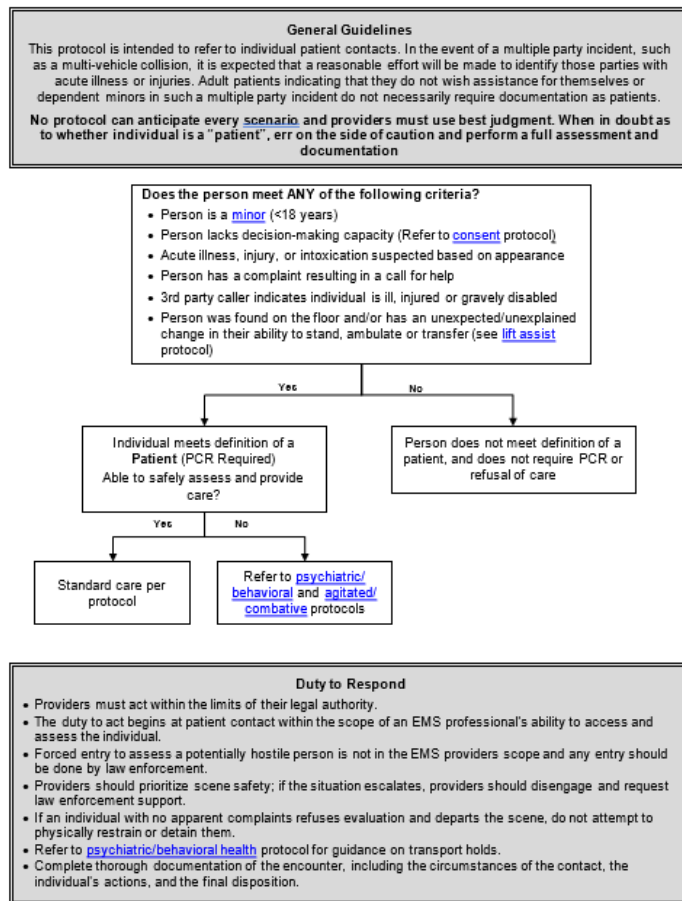 General Guidelines
This protocol is intended to refer to individual patient contacts. In the event of a multiple party incident, such
as a multi-vehicle collision, it is expected that a reasonable effort will be made to identify those parties with
acute illness or injuries. Adult patients indicating that they do not wish assistance for themselves or
dependent minors in such a multiple party incident do not necessarily require documentation as patients.
No protocol can anticipate every scenario and providers must use best judgment. When in doubt as
to whether individual is a "patient", err on the side of caution and perform a full assessment and
documentation
Does the person meet ANY of the following criteria?
• Person is a minor (<18 years)
• Person lacks decision-making capacity (Refer to consent protocol)
• Acute illness, injury, or intoxication suspected based on appearance
• Person has a complaint resulting in a call for help
• 3rd party caller indicates individual is ill, injured or gravely disabled
• Person was found on the floor and/or has an unexpected/unexplained
change in their ability to stand, ambulate or transfer (see lift assist
protocol)
Yes
No
Individual meets definition of a
Patient (PCR Required)
Able to safely assess and provide
care?
Person does not meet definition of a
patient, and does not require PCR or
refusal of care
Yes
No
Standard care per
protocol
Refer to psychiatric/
behavioral and agitated/
combative protocols
Duty to Respond
• Providers must act within the limits of their legal authority.
• The duty to act begins at patient contact within the scope of an EMS professional's ability to access and
assess the individual.
• Forced entry to assess a potentially hostile person is not in the EMS providers scope and any entry should
be done by law enforcement.
• Providers should prioritize scene safety; if the situation escalates, providers should disengage and request
law enforcement support.
• If an individual with no apparent complaints refuses evaluation and departs the scene, do not attempt to
physically restrain or detain them.
• Refer to psychiatric/behavioral health protocol for guidance on transport holds.
• Complete thorough documentation of the encounter, including the circumstances of the contact, the
individual's actions, and the final disposition.